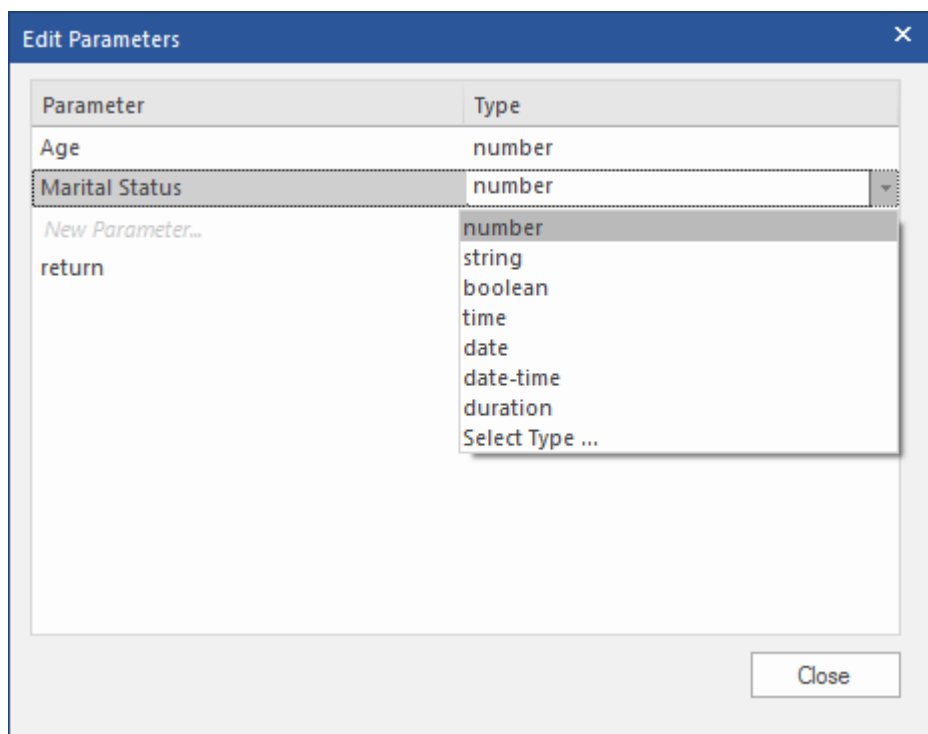 Edit Parameters
Parameter Type
Age number
Marital Status number
New Parameter... number
return string
boolean
time
date
date-time
duration
Select Type ...
Close